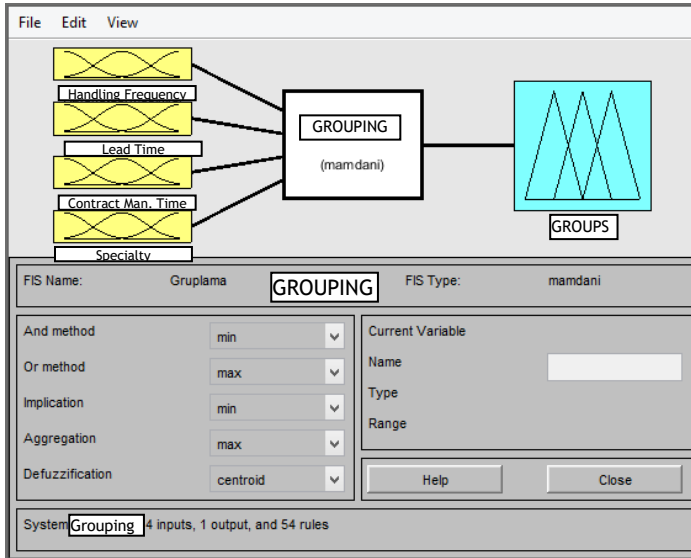 File Edit View
Handling Frequency
Lead Time
Contract Man. Time
Specialty
GROUPING
(mamdani)
GROUPS
FIS Name: Gruplama GROUPING FIS Type: mamdani
And method min
Or method max
Implication min
Aggregation max
Defuzzification centroid
Current Variable
Name
Type
Range
Help Close
System Grouping 4 inputs, 1 output, and 54 rules